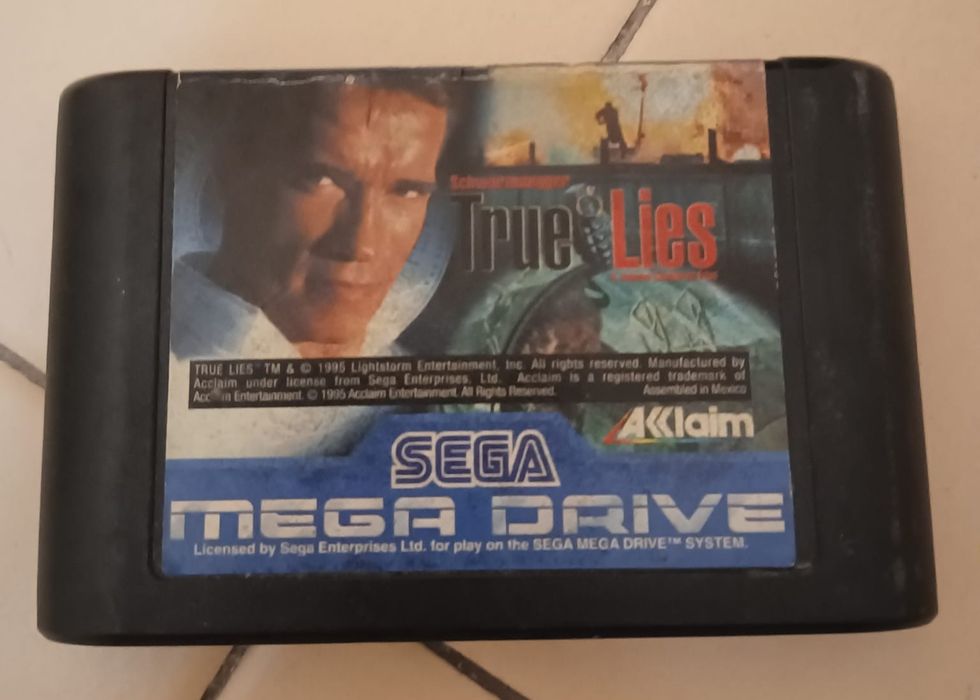 Schwarzenegger
True Lies
TRUE LIES™ TM & © 1995 Lightstorm Entertainment, Inc. All rights reserved. Manufactured by
Acclaim under license from Sega Enterprises, Ltd. Acclaim is a registered trademark of
Entertainment. © 1995 Acclaim Entertainment. All Rights Reserved. Assembled in Mexico
AKKlaim
SEGA
MEGA DRIVE
Licensed by Sega Enterprises Ltd. for play on the SEGA MEGA DRIVE™ SYSTEM.